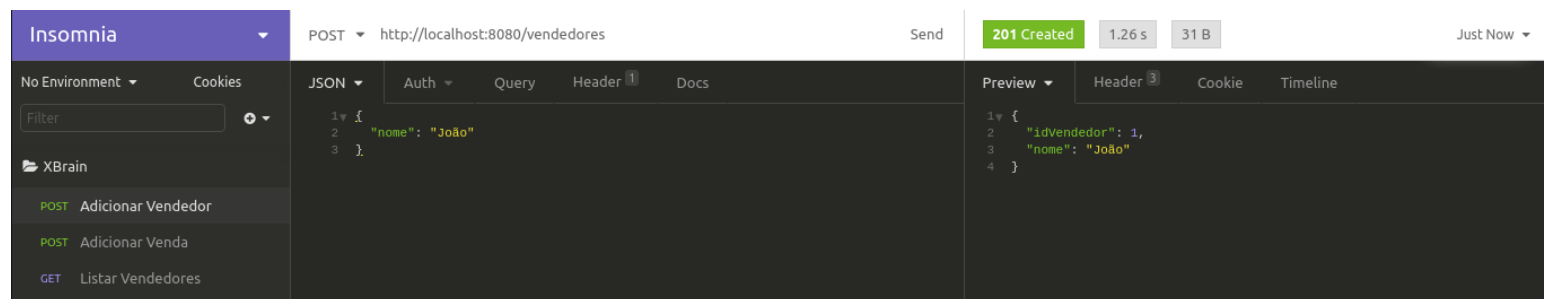 Insomnia
POST http://localhost:8080/vendedores Send
201 Created 1.26 s 31 B Just Now
No Environment Cookies
JSON Auth Query Header 1 Docs
Preview Header 3 Cookie Timeline
Filter
1 {
2 "nome": "João"
3 }
1 {
2 "idVendedor": 1,
3 "nome": "João"
4 }
XBrain
POST Adicionar Vendedor
POST Adicionar Venda
GET Listar Vendedores